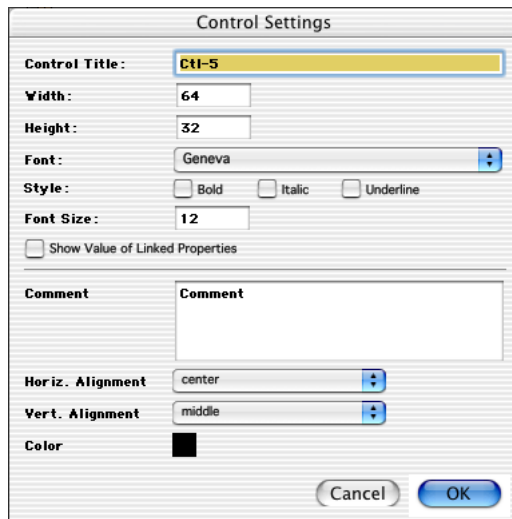 Control Settings
Control Title: Ctl-5
Width: 64
Height: 32
Font: Geneva
Style: Bold Italic Underline
Font Size: 12
Show Value of Linked Properties
Comment Comment
Horiz. Alignment center
Vert. Alignment middle
Color
Cancel OK